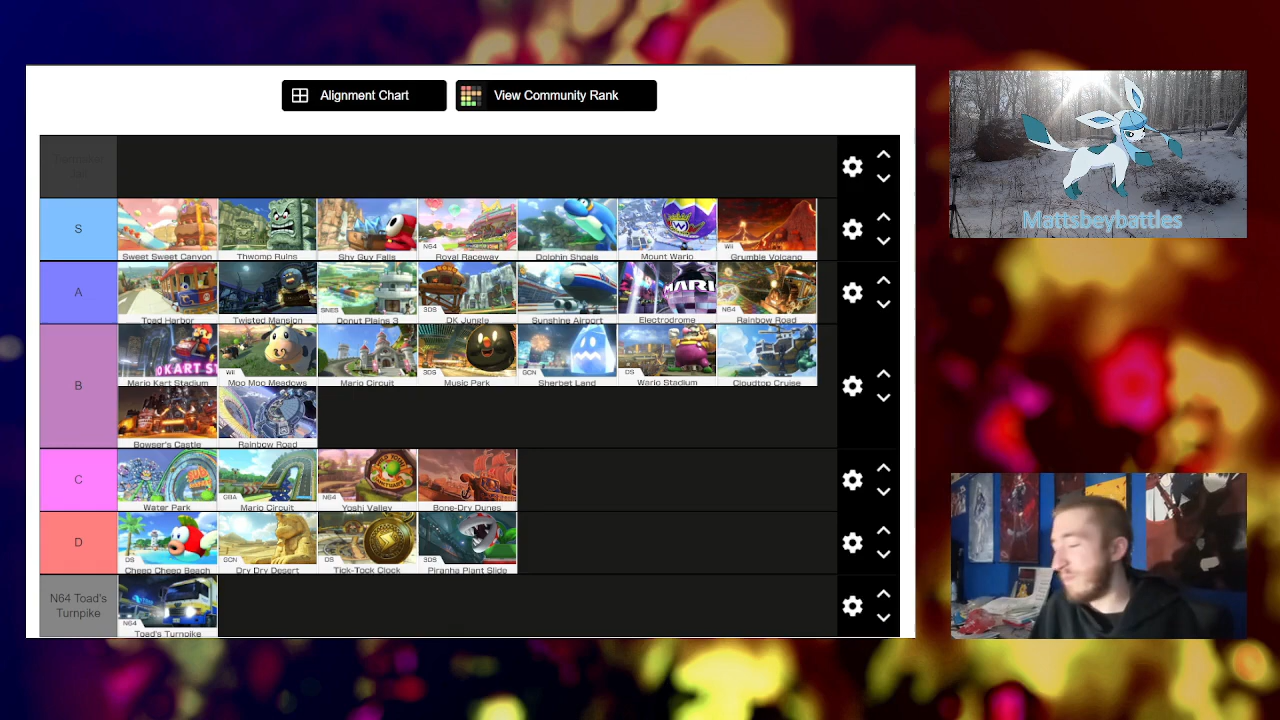 Alignment Chart
View Community Rank
S
Sweet Sweet Canyon
Thwomp Ruins
Shy Guy Falls
N64
Royal Raceway
Dolphin Shoals
Mount Wario
Wii
Grumble Volcano
A
Toad Harbor
Twisted Mansion
SNES
Donut Plains 3
3DS
DK Jungle
Sunshine Airport
Electrodrome
N64
Rainbow Road
B
Mario Kart Stadium
Wii
Moo Moo Meadows
Mario Circuit
3DS
Music Park
GCN
Sherbet Land
DS
Wario Stadium
Cloudtop Cruise
Bowser's Castle
Rainbow Road
C
Water Park
GBA
Mario Circuit
N64
Yoshi Valley
Bone-Dry Dunes
D
DS
Cheep Cheep Beach
GCN
Dry Dry Desert
DS
Tick-Tock Clock
3DS
Piranha Plant Slide
N64 Toad's
Turnpike
N64
Toad's Turnpike
Mattsbeybattles